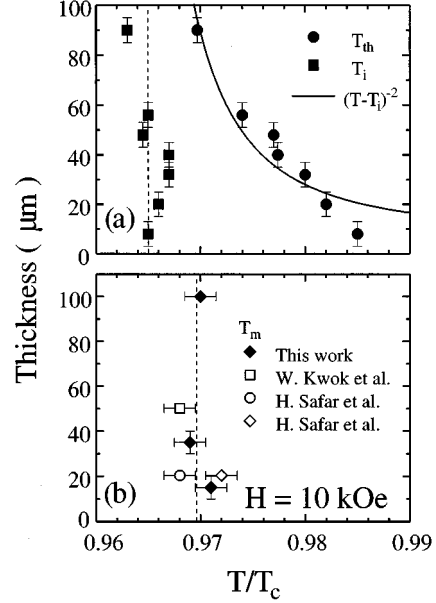 100
80
60
40
20
0
T_th
T_i
(T-T_i)^-2
(a)
Thickness ( μm)
100
80
60
40
20
0
T_m
This work
W. Kwok et al.
H. Safar et al.
H. Safar et al.
(b)
H = 10 kOe
0.96 0.97 0.98 0.99
T/T_c